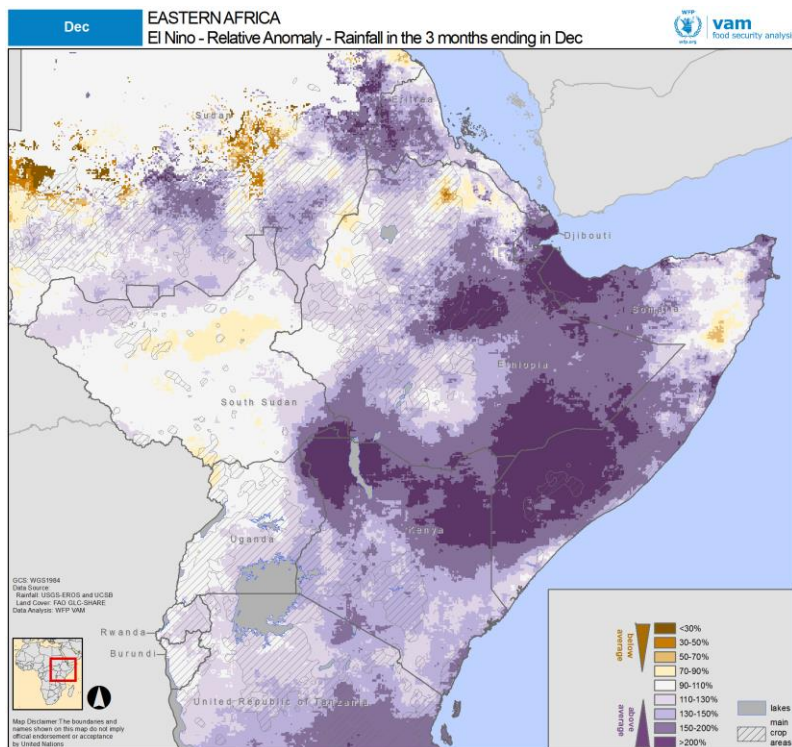 Dec
EASTERN AFRICA
El Nino - Relative Anomaly - Rainfall in the 3 months ending in Dec
WFP
wfp.org
vam
food security analysis
Sudan
Eritrea
Djibouti
Somalia
Ethiopia
South Sudan
Kenya
Uganda
GCS: WGS1984
Data Source:
Rainfall: USGS-EROS and UCSB
Land Cover: FAO GLC-SHARE
Data Analysis: WFP VAM
Rwanda
Burundi
United Republic of Tanzania
Map Disclaimer:The boundaries and
names shown on this map do not imply
official endorsement or acceptance
by United Nations
below
average
above
average
<30%
30-50%
50-70%
70-90%
90-110%
110-130%
130-150%
150-200%
>200%
lakes
main
crop
areas